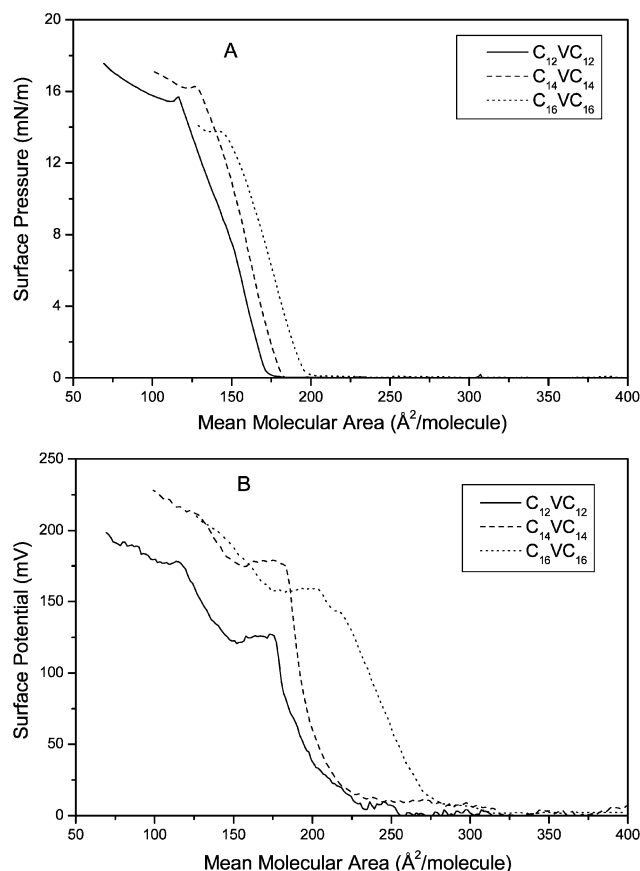 A
C12VC12
C14VC14
C16VC16
Surface Pressure (mN/m)
20
16
12
8
4
0
50 100 150 200 250 300 350 400
Mean Molecular Area (Å²/molecule)
B
C12VC12
C14VC14
C16VC16
Surface Potential (mV)
250
200
150
100
50
0
50 100 150 200 250 300 350 400
Mean Molecular Area (Å²/molecule)